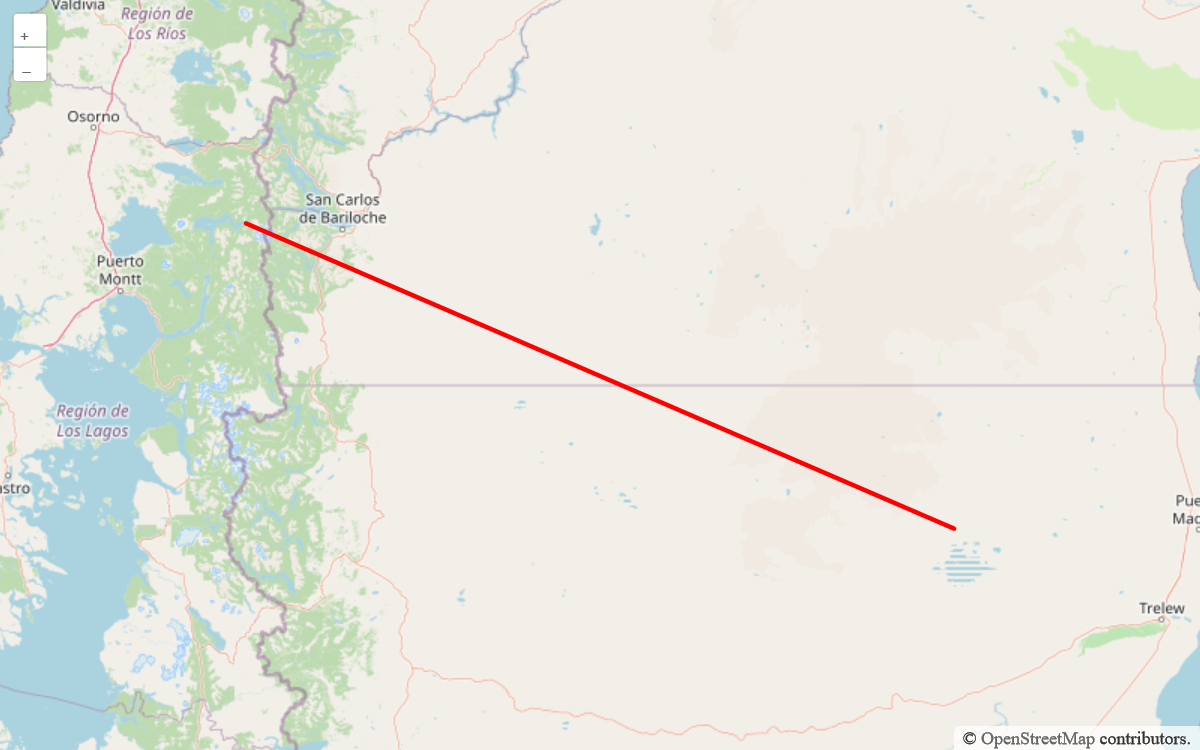 Valdivia
Región de
Los Ríos
+
–
Osorno
San Carlos
de Bariloche
Puerto
Montt
Región de
Los Lagos
astro
Pue
Mad
Trelew
© OpenStreetMap contributors.